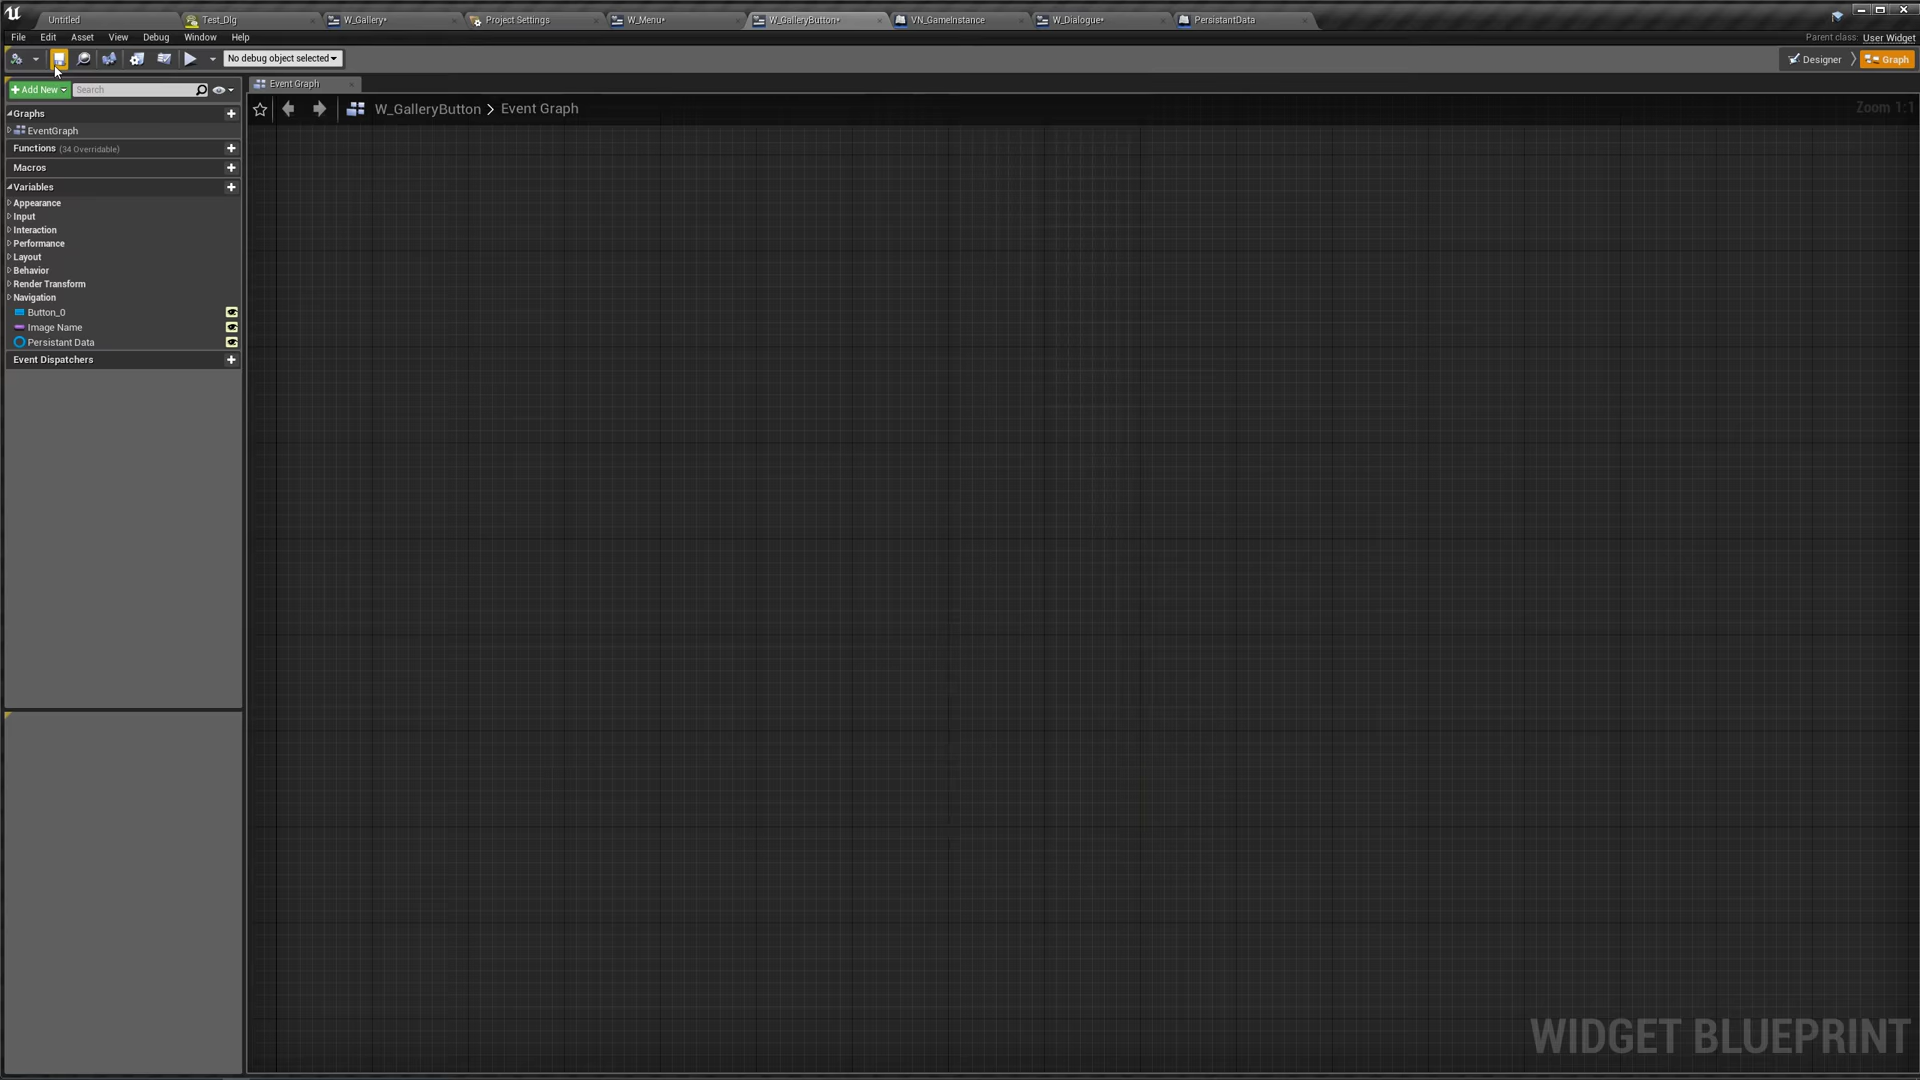 Untitled
Test_Dlg
W_Gallery*
Project Settings
W_Menu*
W_GalleryButton*
VN_GameInstance
W_Dialogue*
PersistantData
File
Edit
Asset
View
Debug
Window
Help
Parent class: User Widget
No debug object selected
Designer
Graph
Add New
Search
Event Graph
W_GalleryButton > Event Graph
Zoom 1:1
Graphs
EventGraph
Functions (34 Overridable)
Macros
Variables
Appearance
Input
Interaction
Performance
Layout
Behavior
Render Transform
Navigation
Button_0
Image Name
Persistant Data
Event Dispatchers
WIDGET BLUEPRINT